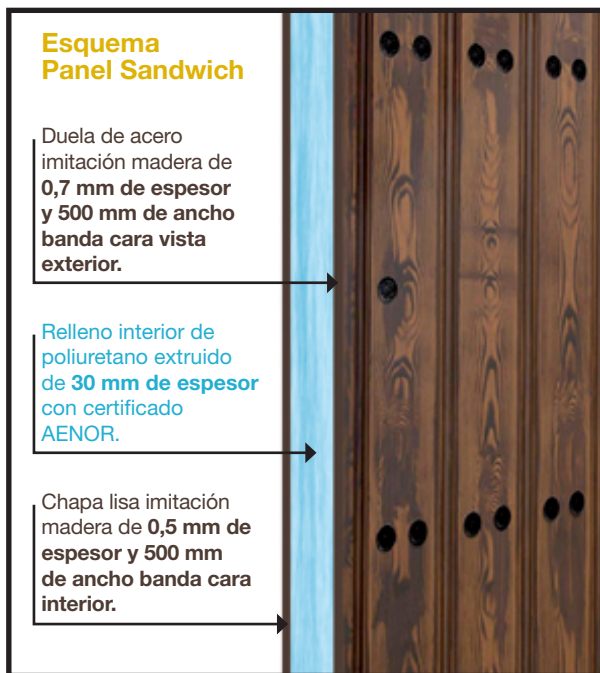 Esquema
Panel Sandwich
Duela de acero
imitación madera de
0,7 mm de espesor
y 500 mm de ancho
banda cara vista
exterior.
Relleno interior de
poliuretano extruido
de 30 mm de espesor
con certificado
AENOR.
Chapa lisa imitación
madera de 0,5 mm de
espesor y 500 mm
de ancho banda cara
interior.